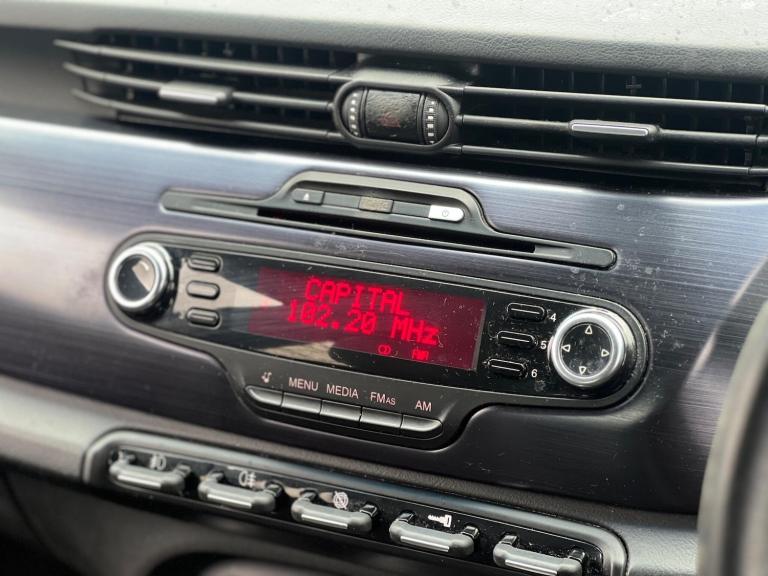 CAPITAL
102.20 MHz
4
5
6
MENU MEDIA FMAS AM